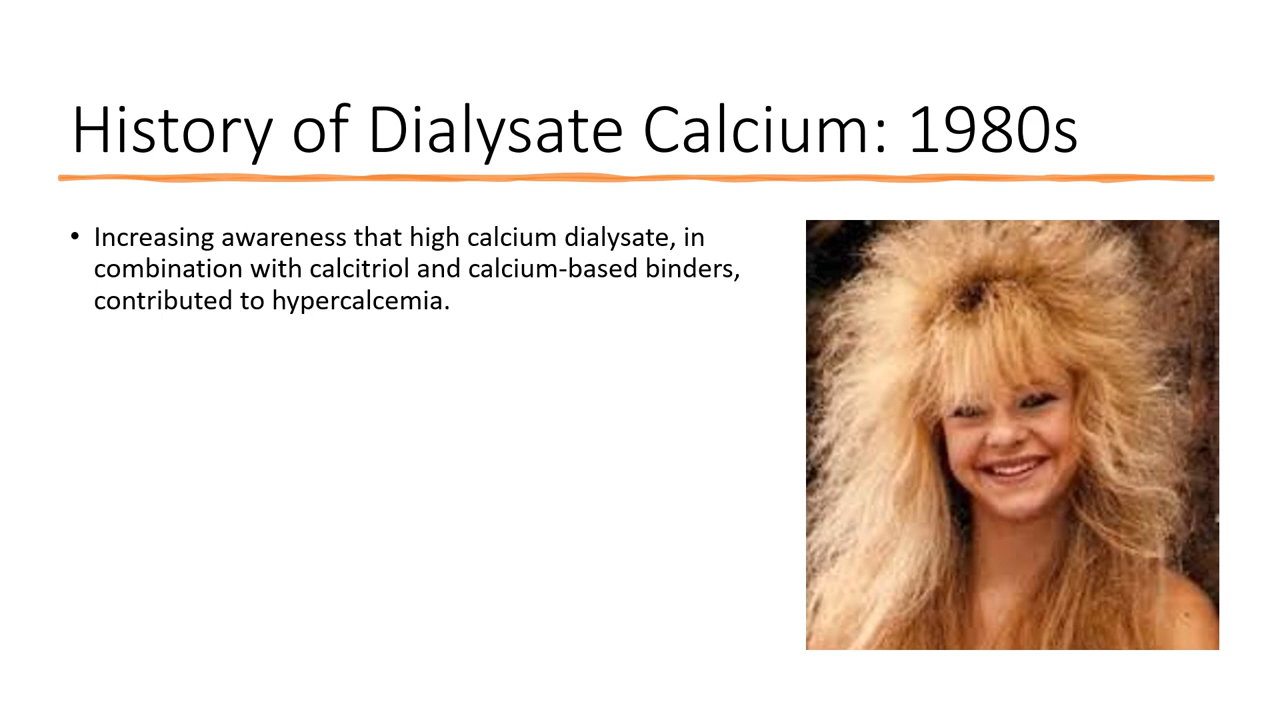 History of Dialysate Calcium: 1980s
• Increasing awareness that high calcium dialysate, in
combination with calcitriol and calcium-based binders,
contributed to hypercalcemia.